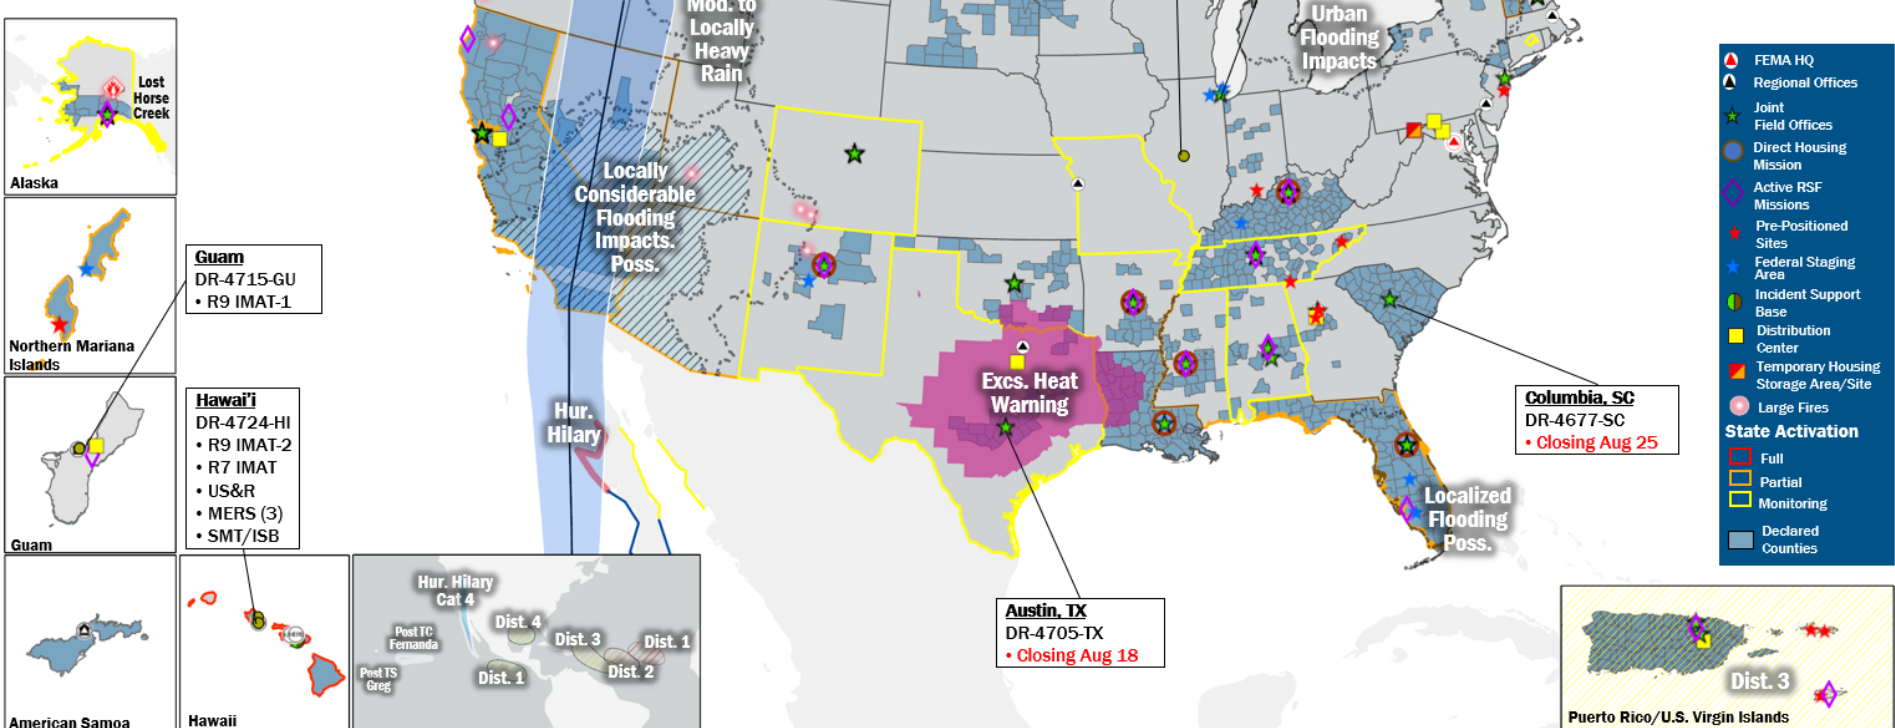 Mod. to
Locally
Heavy
Rain
Urban
Flooding
Impacts
Lost
Horse
Creek
Alaska
Northern Mariana
Islands
Guam
DR-4715-GU
• R9 IMAT-1
Guam
Hawai'i
DR-4724-HI
• R9 IMAT-2
• R7 IMAT
• US&R
• MERS (3)
• SMT/ISB
American Samoa
Hawaii
Locally
Considerable
Flooding
Impacts.
Poss.
Hur.
Hilary
Excs. Heat
Warning
Localized
Flooding
Poss.
Columbia, SC
DR-4677-SC
• Closing Aug 25
Austin, TX
DR-4705-TX
• Closing Aug 18
Hur. Hilary
Cat 4
Post TC
Fernanda
Post TS
Greg
Dist. 4
Dist. 3
Dist. 1
Dist. 2
Dist. 1
Dist. 3
Puerto Rico/U.S. Virgin Islands
FEMA HQ
Regional Offices
Joint
Field Offices
Direct Housing
Mission
Active RSF
Missions
Pre-Positioned
Sites
Federal Staging
Area
Incident Support
Base
Distribution
Center
Temporary Housing
Storage Area/Site
Large Fires
State Activation
Full
Partial
Monitoring
Declared
Counties